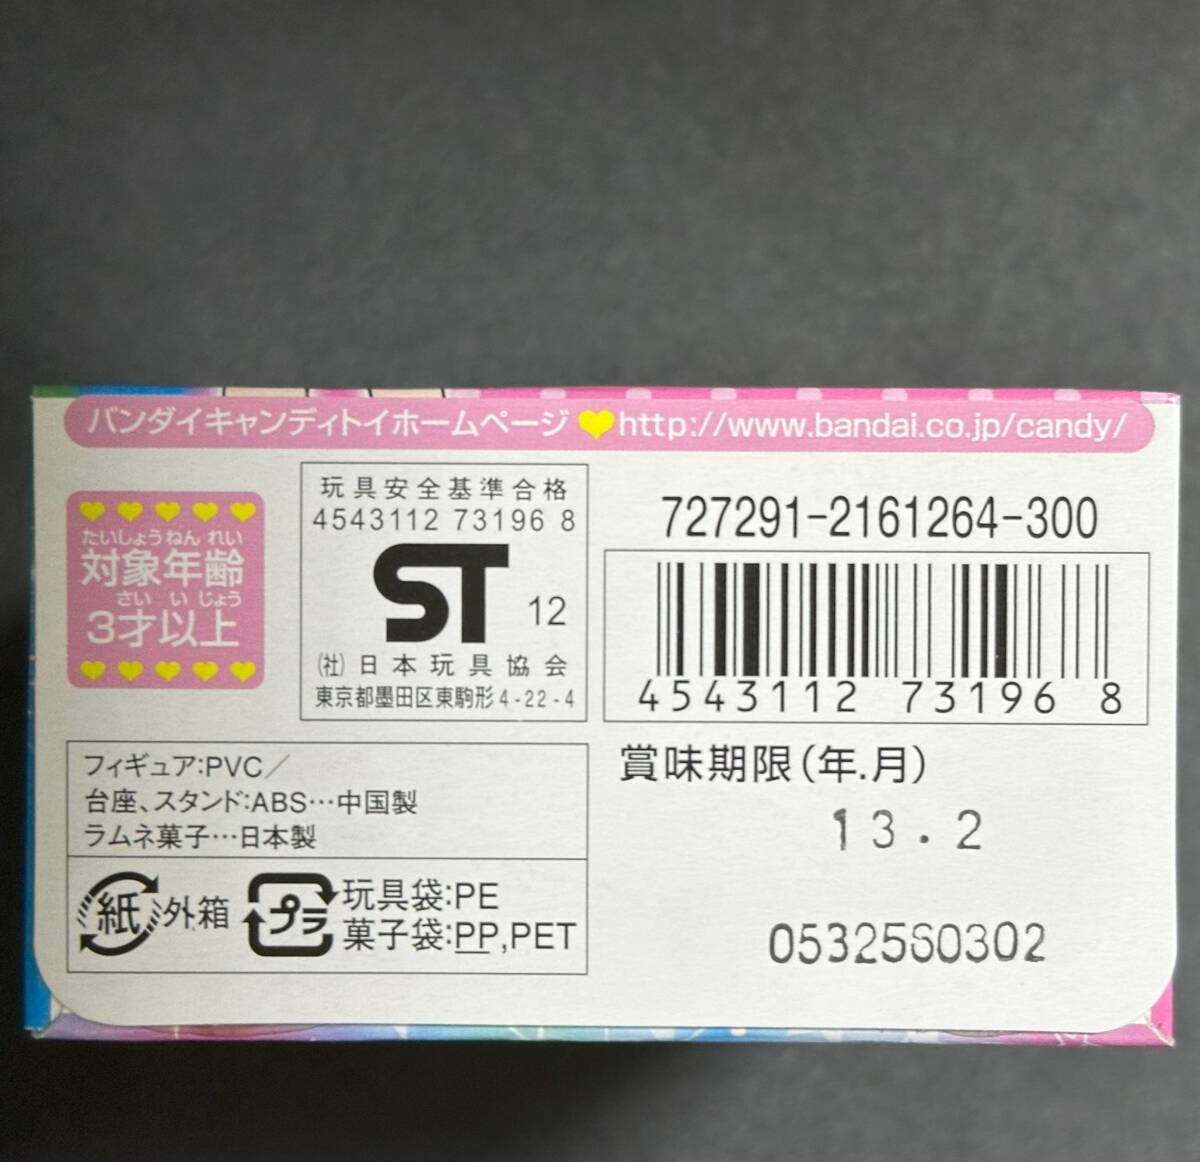 バンダイキャンディトイホームページ💛http://www.bandai.co.jp/candy/
たいしょうねんれい
対象年齢
さいいじょう
3才以上
玩具安全基準合格
4543112 73196 8
ST 12
(社)日本玩具協会
東京都墨田区東駒形4-22-4
727291-2161264-300
4543112 731968
フィギュア:PVC/
台座、スタンド:ABS…中国製
ラムネ菓子…日本製
紙 外箱
プラ 玩具袋:PE
菓子袋:PP,PET
賞味期限(年.月)
13.2
0532560302